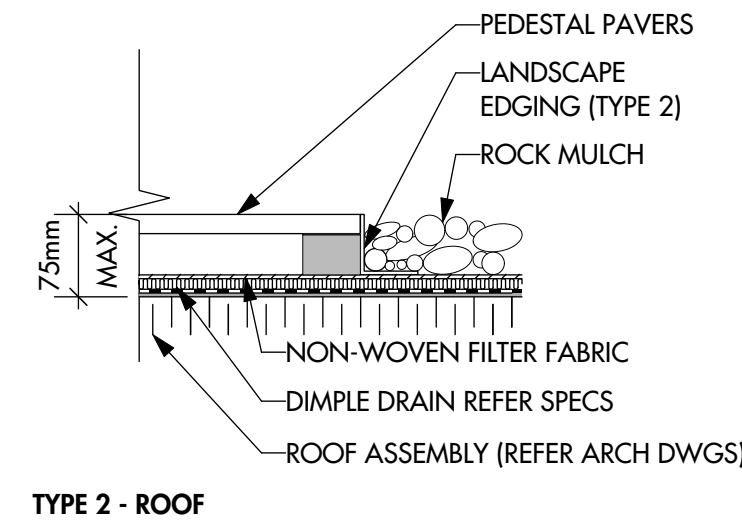 PEDESTAL PAVERS
LANDSCAPE
EDGING (TYPE 2)
ROCK MULCH
75mm
MAX.
NON-WOVEN FILTER FABRIC
DIMPLE DRAIN REFER SPECS
ROOF ASSEMBLY (REFER ARCH DWGS)
TYPE 2 - ROOF